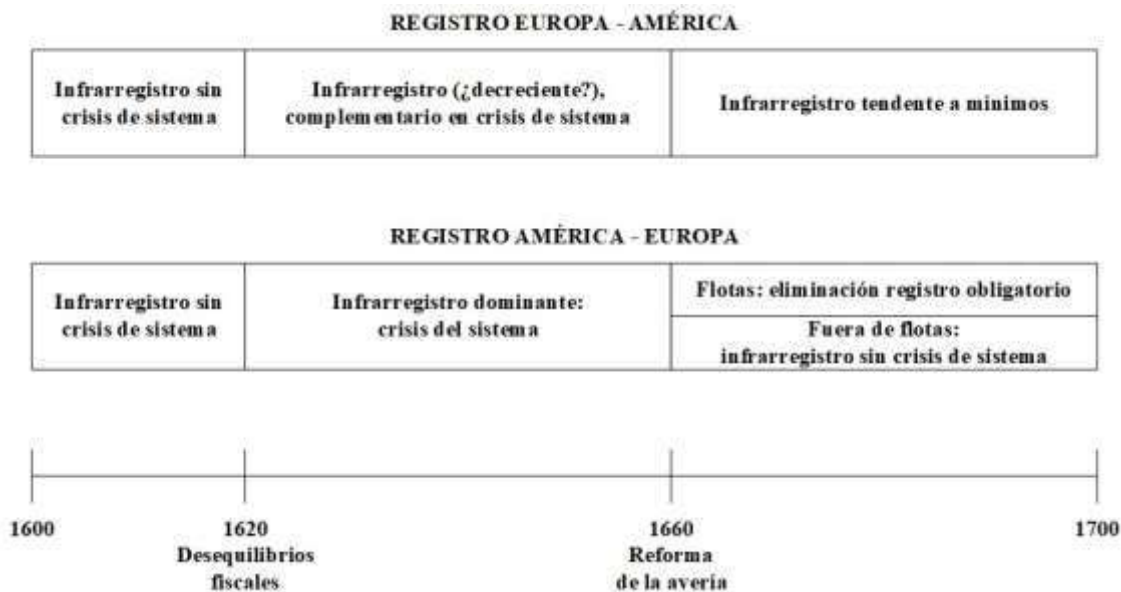 REGISTRO EUROPA - AMÉRICA
Infrarregistro sin
crisis de sistema
Infrarregistro (¿decreciente?),
complementario en crisis de sistema
Infrarregistro tendente a mínimos
REGISTRO AMÉRICA - EUROPA
Infrarregistro sin
crisis de sistema
Infrarregistro dominante:
crisis del sistema
Flotas: eliminación registro obligatorio
Fuera de flotas:
infrarregistro sin crisis de sistema
1600
1620
Desequilibrios
fiscales
1660
Reforma
de la avería
1700